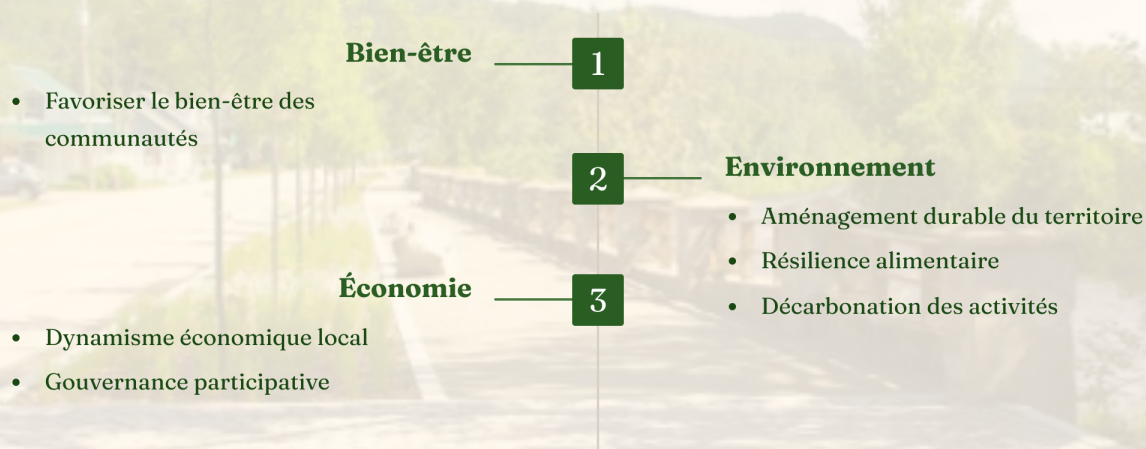 Bien-être
1
• Favoriser le bien-être des
communautés
2
Environnement
• Aménagement durable du territoire
• Résilience alimentaire
• Décarbonation des activités
Économie
3
• Dynamisme économique local
• Gouvernance participative